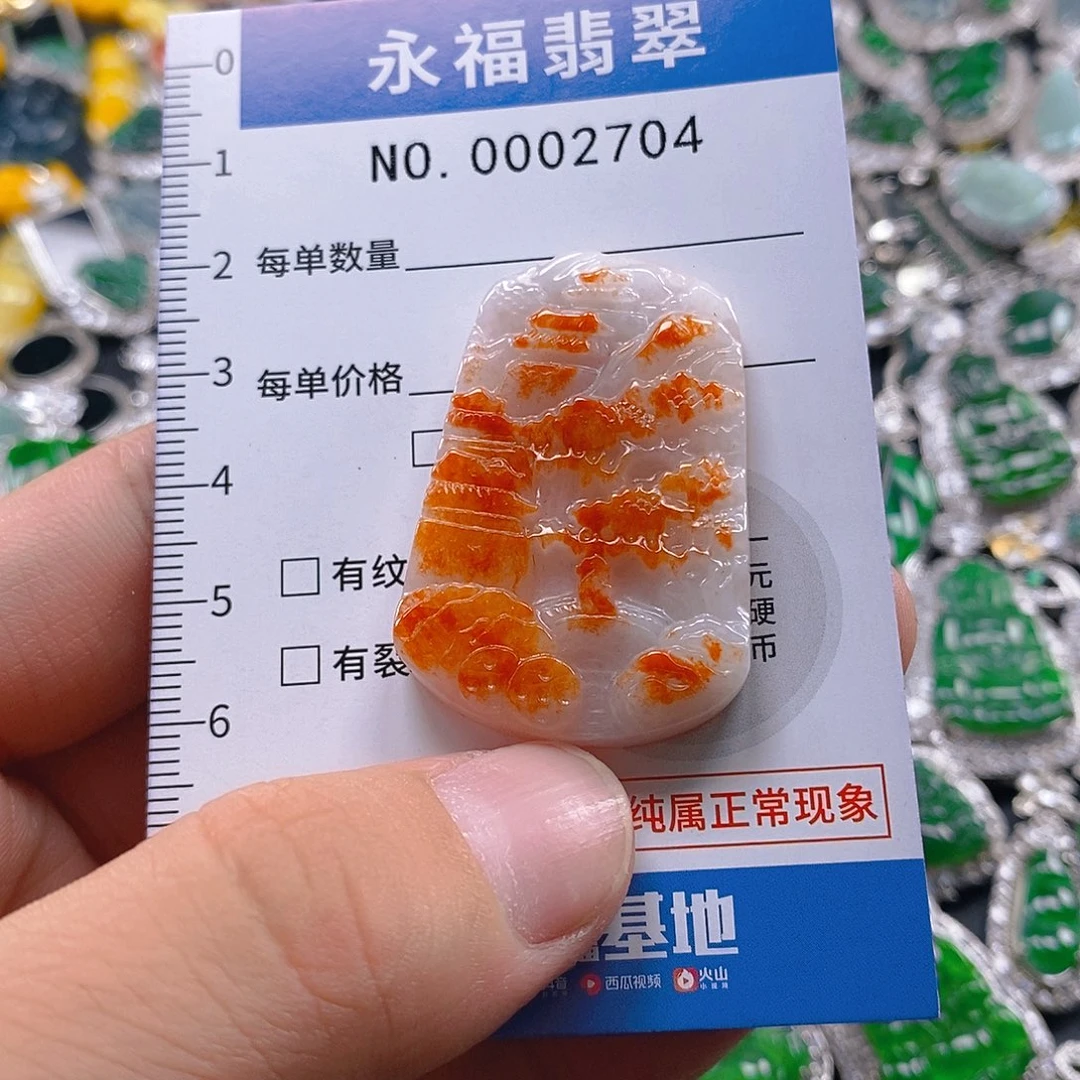 永福翡翠
NO. 0002704
0
1
2
3
4
5
6
每单数量
每单价格
有纹
有裂
元
硬
币
纯属正常现象
基地
西瓜视频
火山